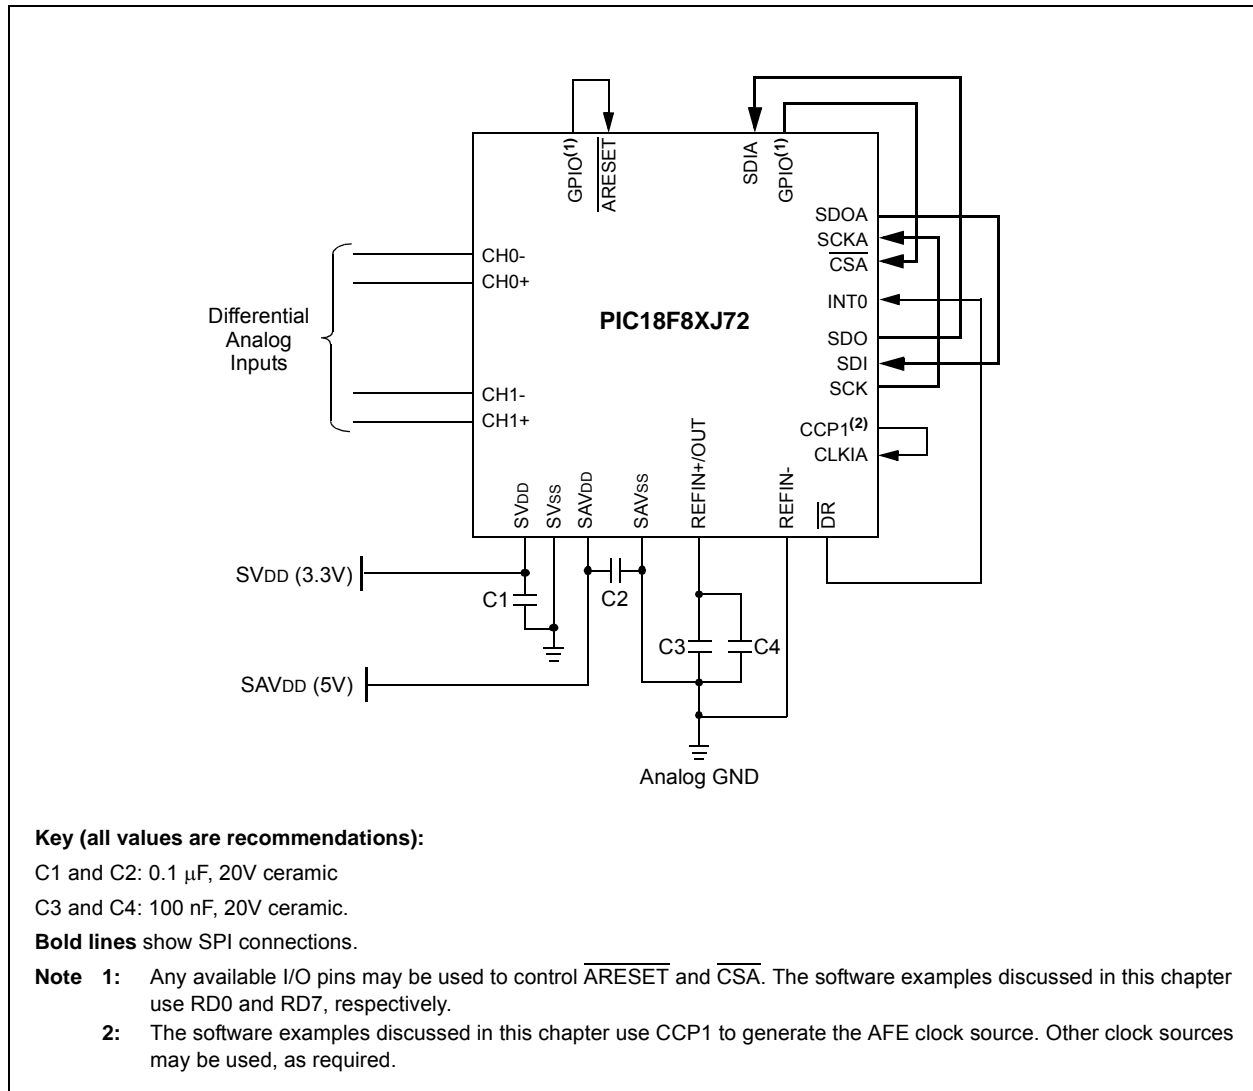 GPIO(1)
ARESET
SDIA
GPIO(1)
SDOA
SCKA
CSA
INT0
SDO
SDI
SCK
CCP1(2)
CLKIA
CH0-
CH0+
Differential
Analog
Inputs
CH1-
CH1+
PIC18F8XJ72
SVDD
SVSS
SAVDD
SAVSS
REFIN+/OUT
REFIN-
DR
SVDD (3.3V)
C1
C2
C3
C4
SAVDD (5V)
Analog GND
Key (all values are recommendations):
C1 and C2: 0.1 μF, 20V ceramic
C3 and C4: 100 nF, 20V ceramic.
Bold lines show SPI connections.
Note 1: Any available I/O pins may be used to control ARESET and CSA. The software examples discussed in this chapter
use RD0 and RD7, respectively.
2: The software examples discussed in this chapter use CCP1 to generate the AFE clock source. Other clock sources
may be used, as required.